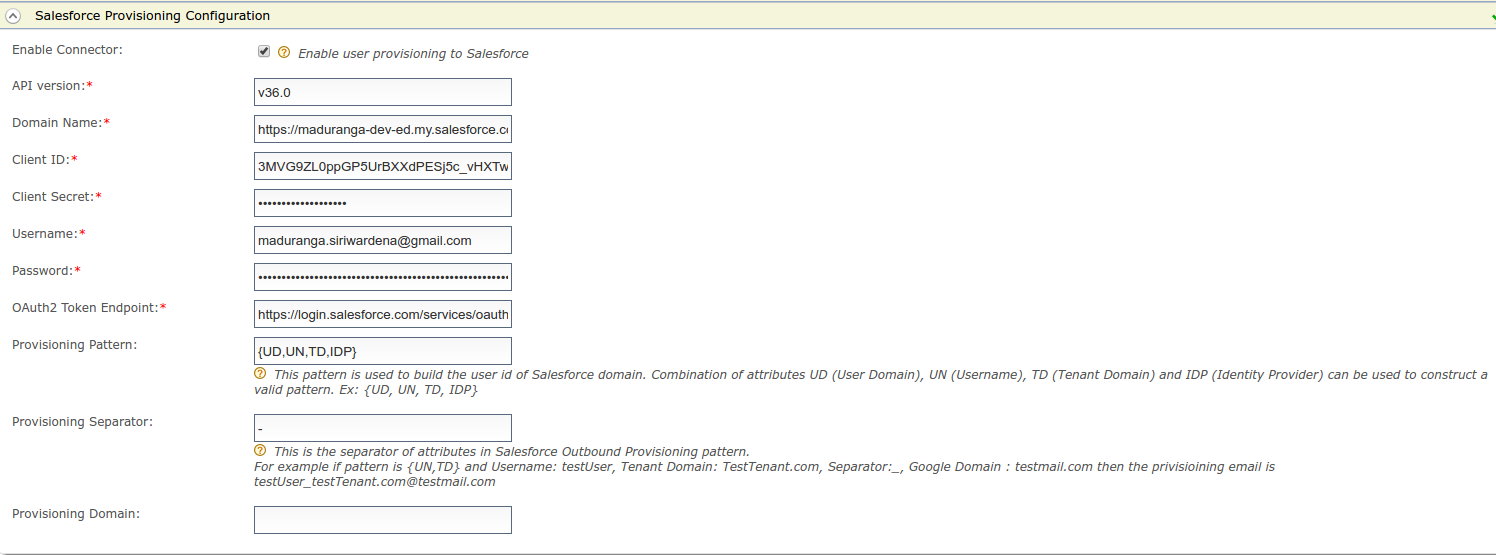 Salesforce Provisioning Configuration
Enable Connector:
Enable user provisioning to Salesforce
API version:*
v36.0
Domain Name:*
https://maduranga-dev-ed.my.salesforce.co
Client ID:*
3MVG9ZL0ppGP5UrBXXdPESj5c_vHXTw
Client Secret:*
•••••••••••••••••••
Username:*
maduranga.siriwardena@gmail.com
Password:*
OAuth2 Token Endpoint:*
https://login.salesforce.com/services/oauth
Provisioning Pattern:
{UD,UN,TD,IDP}
This pattern is used to build the user id of Salesforce domain. Combination of attributes UD (User Domain), UN (Username), TD (Tenant Domain) and IDP (Identity Provider) can be used to construct a
valid pattern. Ex: {UD, UN, TD, IDP}
Provisioning Separator:
-
This is the separator of attributes in Salesforce Outbound Provisioning pattern.
For example if pattern is {UN,TD} and Username: testUser, Tenant Domain: TestTenant.com, Separator:_, Google Domain : testmail.com then the privisioining email is
testUser_testTenant.com@testmail.com
Provisioning Domain: